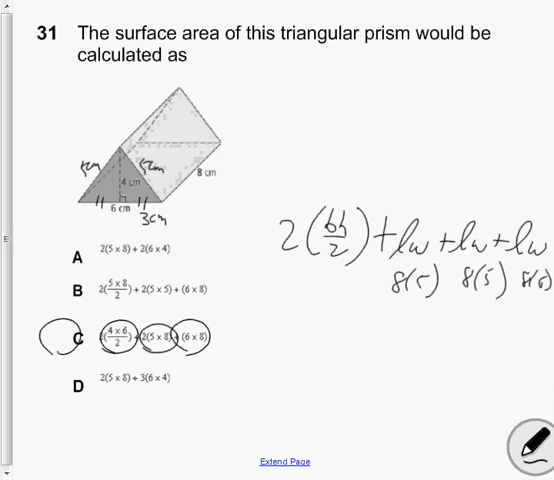 31 The surface area of this triangular prism would be
calculated as
5cm 5cm
4 cm
8 cm
6 cm
3cm
2(bh/2) + lw + lw + lw
8(5) 8(5) 8(6)
A 2(5 x 8) + 2(6 x 4)
B 2(5 x 8/2) + 2(5 x 5) + (6 x 8)
C 2(4 x 6/2) + 2(5 x 8) + (6 x 8)
D 2(5 x 8) + 3(6 x 4)
Extend Page